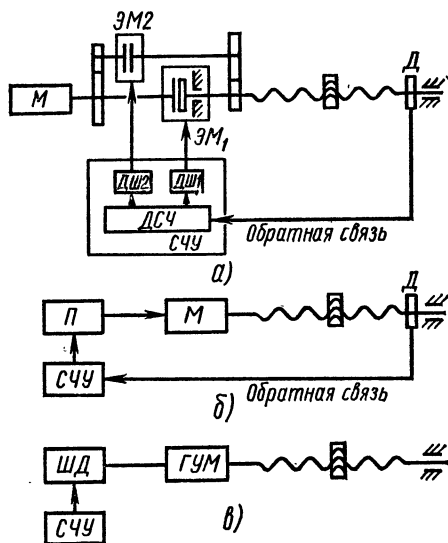 ЭМ2
М
Д
ЭМ1
ДШ2
ДШ1
ДСЧ
СЧУ
Обратная связь
а)
П
М
Д
СЧУ
Обратная связь
б)
ШД
ГУМ
СЧУ
в)